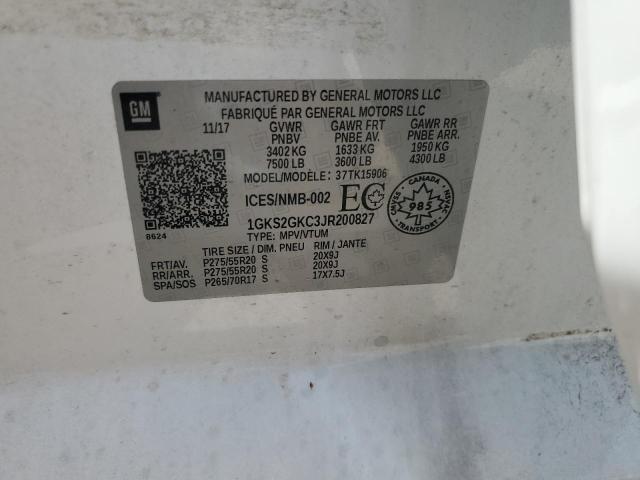 GM
MANUFACTURED BY GENERAL MOTORS LLC
FABRIQUÉ PAR GENERAL MOTORS LLC
11/17 GVWR GAWR FRT GAWR RR
PNBV PNBE AV. PNBE ARR.
3402 KG 1633 KG 1950 KG
7500 LB 3600 LB 4300 LB
MODEL/MODÈLE: 37TK15906
ICES/NMB-002 EC
CANADA
985
NSVAC
1GKS2GKC3JR200827
8624
TYPE: MPV/VTUM
TIRE SIZE / DIM. PNEU RIM / JANTE
FRT/AV. P275/55R20 S 20X9J
RR/ARR. P275/55R20 S 20X9J
SPA/SOS P265/70R17 S 17X7.5J